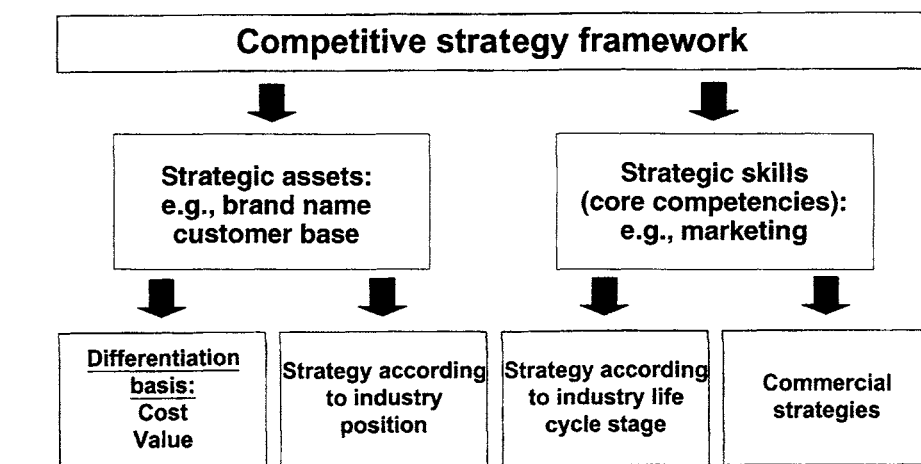 Competitive strategy framework
Strategic assets:
e.g., brand name
customer base
Strategic skills
(core competencies):
e.g., marketing
Differentiation
basis:
Cost
Value
Strategy according
to industry
position
Strategy according
to industry life
cycle stage
Commercial
strategies